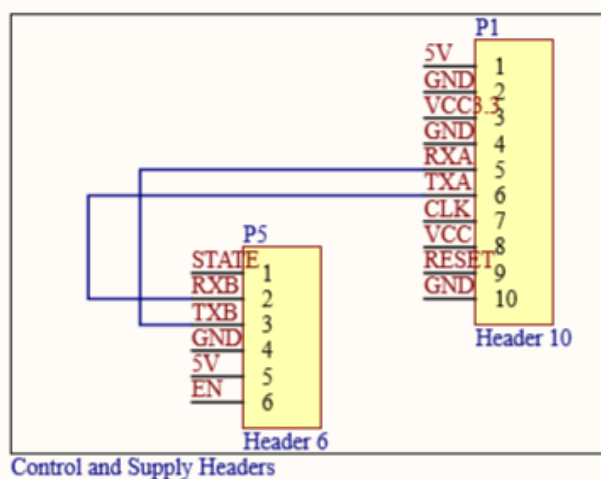 P1
5V 1
GND 2
VCC3.3 3
GND 4
RXA 5
TXA 6
CLK 7
VCC 8
RESET 9
GND 10
Header 10
P5
STATE 1
RXB 2
TXB 3
GND 4
5V 5
EN 6
Header 6
Control and Supply Headers